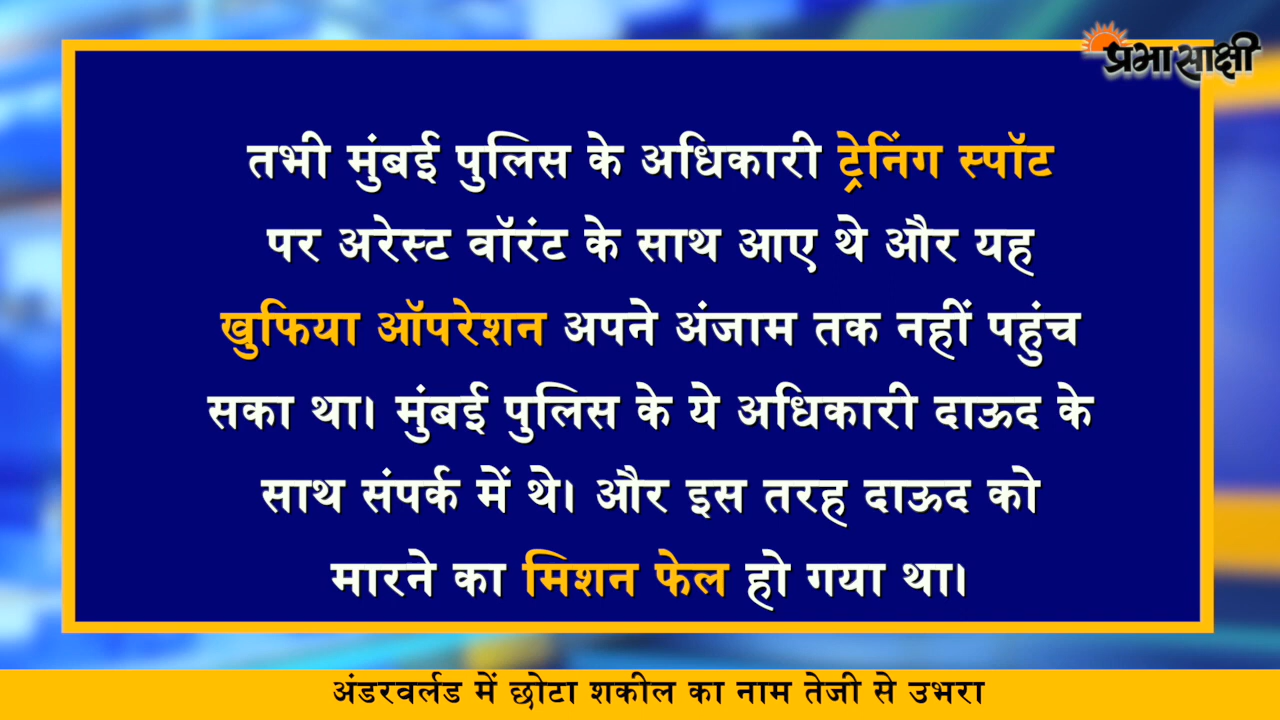 प्रभासाक्षी
तभी मुंबई पुलिस के अधिकारी ट्रेनिंग स्पॉट
पर अरेस्ट वॉरंट के साथ आए थे और यह
खुफिया ऑपरेशन अपने अंजाम तक नहीं पहुंच
सका था। मुंबई पुलिस के ये अधिकारी दाऊद के
साथ संपर्क में थे। और इस तरह दाऊद को
मारने का मिशन फेल हो गया था।
अंडरवर्लड में छोटा शकील का नाम तेजी से उभरा